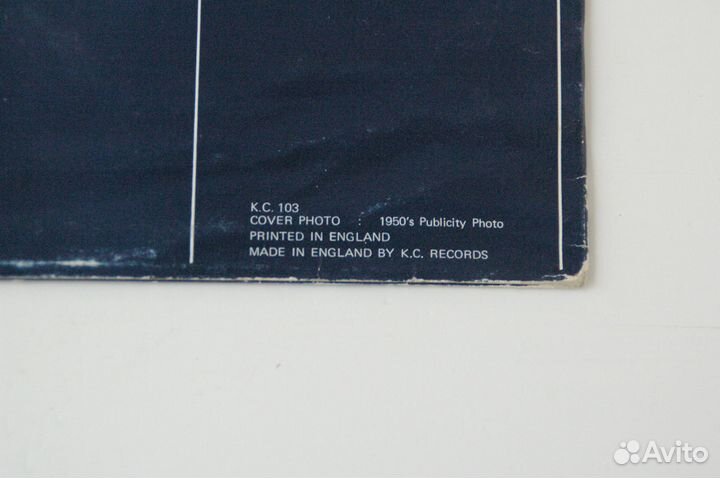 K.C. 103
COVER PHOTO : 1950's Publicity Photo
PRINTED IN ENGLAND
MADE IN ENGLAND BY K.C. RECORDS
Avito